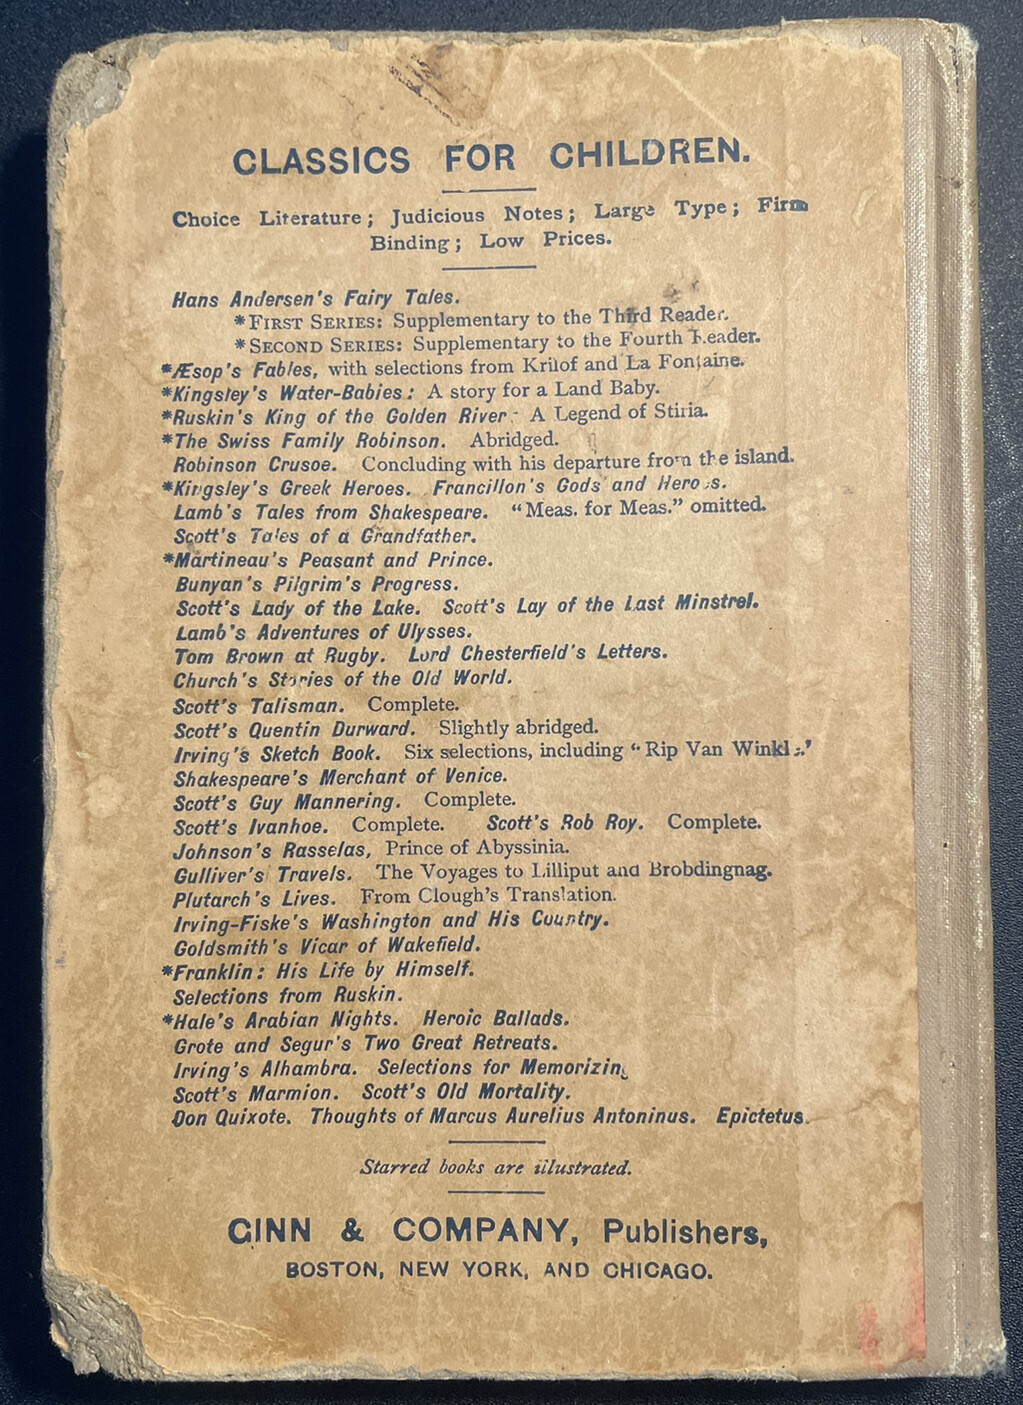 CLASSICS FOR CHILDREN.
Choice Literature; Judicious Notes; Large Type; Firm
Binding; Low Prices.
Hans Andersen's Fairy Tales.
*FIRST SERIES: Supplementary to the Third Reader.
*SECOND SERIES: Supplementary to the Fourth Reader.
*Æsop's Fables, with selections from Krilof and La Fontaine.
*Kingsley's Water-Babies: A story for a Land Baby.
*Ruskin's King of the Golden River: A Legend of Stiria.
*The Swiss Family Robinson. Abridged.
Robinson Crusoe. Concluding with his departure from the island.
*Kingsley's Greek Heroes. Francillon's Gods and Heroes.
Lamb's Tales from Shakespeare. "Meas. for Meas." omitted.
Scott's Tales of a Grandfather.
*Martineau's Peasant and Prince.
Bunyan's Pilgrim's Progress.
Scott's Lady of the Lake. Scott's Lay of the Last Minstrel.
Lamb's Adventures of Ulysses.
Tom Brown at Rugby. Lord Chesterfield's Letters.
Church's Stories of the Old World.
Scott's Talisman. Complete.
Scott's Quentin Durward. Slightly abridged.
Irving's Sketch Book. Six selections, including "Rip Van Winkle."
Shakespeare's Merchant of Venice.
Scott's Guy Mannering. Complete.
Scott's Ivanhoe. Complete. Scott's Rob Roy. Complete.
Johnson's Rasselas, Prince of Abyssinia.
Gulliver's Travels. The Voyages to Lilliput and Brobdingnag.
Plutarch's Lives. From Clough's Translation.
Irving-Fiske's Washington and His Country.
Goldsmith's Vicar of Wakefield.
*Franklin: His Life by Himself.
Selections from Ruskin.
*Hale's Arabian Nights. Heroic Ballads.
Grote and Segur's Two Great Retreats.
Irving's Alhambra. Selections for Memorizing
Scott's Marmion. Scott's Old Mortality.
Don Quixote. Thoughts of Marcus Aurelius Antoninus. Epictetus.
Starred books are illustrated.
GINN & COMPANY, Publishers,
BOSTON, NEW YORK, AND CHICAGO.